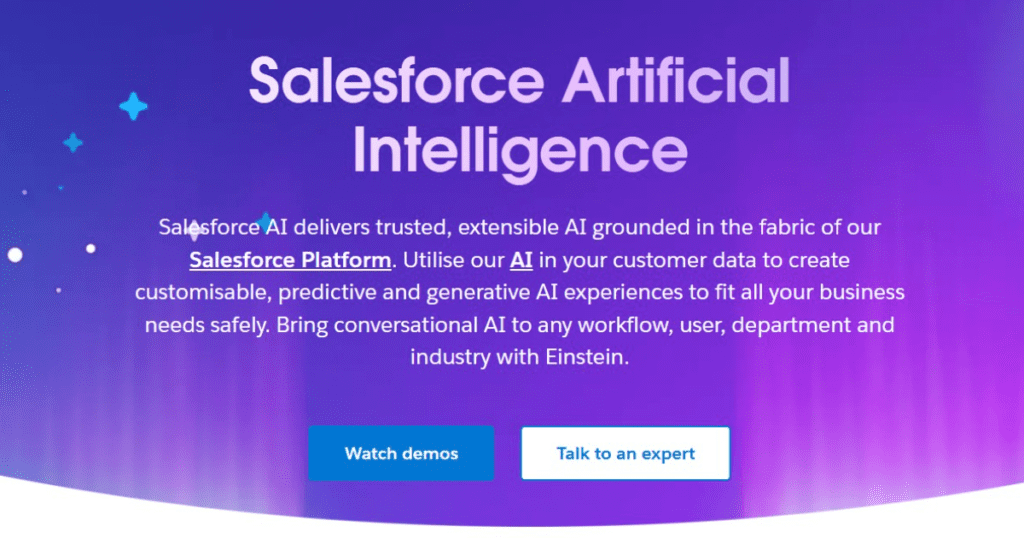 Salesforce Artificial
Intelligence
Salesforce AI delivers trusted, extensible AI grounded in the fabric of our
Salesforce Platform. Utilise our AI in your customer data to create
customisable, predictive and generative AI experiences to fit all your business
needs safely. Bring conversational AI to any workflow, user, department and
industry with Einstein.
Watch demos
Talk to an expert